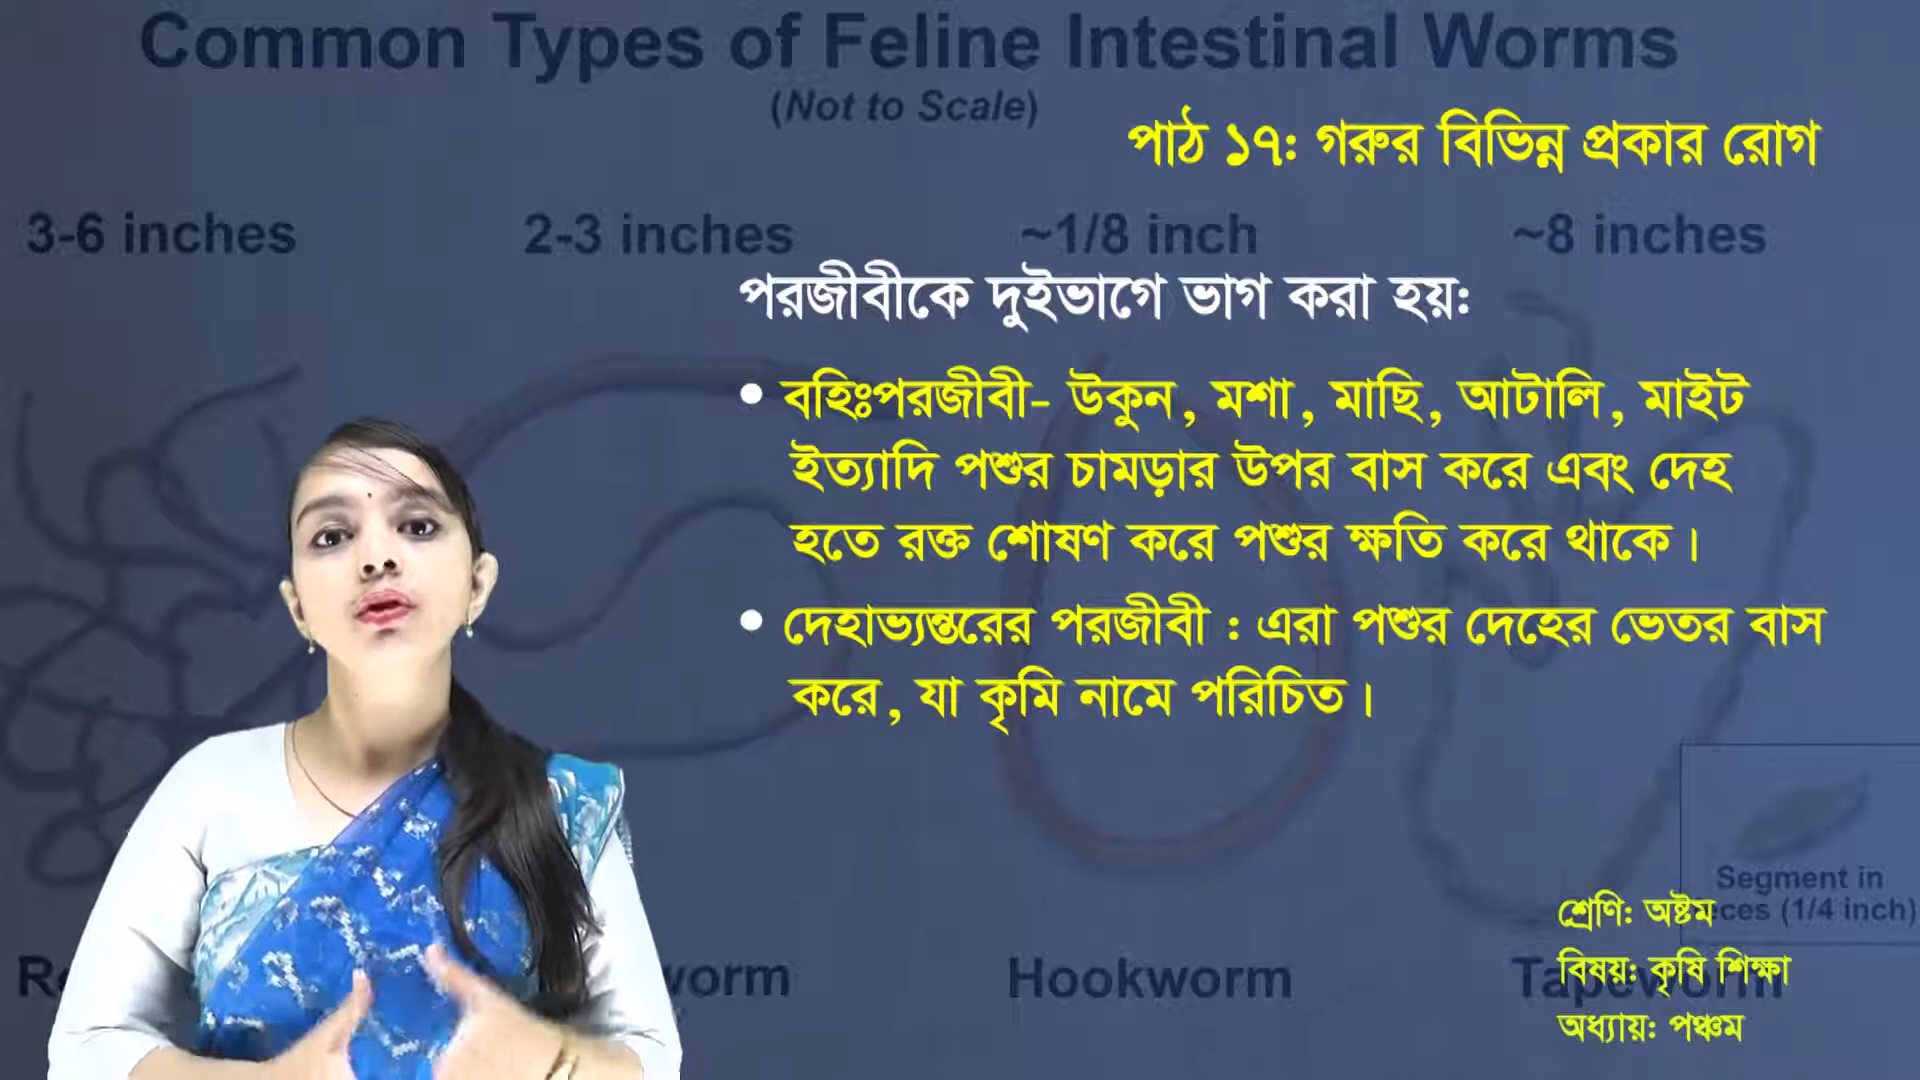 Common Types of Feline Intestinal Worms
(Not to Scale)
পাঠ ১৭: গরুর বিভিন্ন প্রকার রোগ
3-6 inches 2-3 inches ~1/8 inch ~8 inches
পরজীবীকে দুইভাগে ভাগ করা হয়:
• বহিঃপরজীবী- উকুন, মশা, মাছি, আটালি, মাইট
ইত্যাদি পশুর চামড়ার উপর বাস করে এবং দেহ
হতে রক্ত শোষণ করে পশুর ক্ষতি করে থাকে।
• দেহাভ্যন্তরের পরজীবী : এরা পশুর দেহের ভেতর বাস
করে, যা কৃমি নামে পরিচিত।
Segment in
(1/4 inch)
শ্রেণি: অষ্টম
Hookworm Tapeworm
বিষয়: কৃষি শিক্ষা
অধ্যায়: পঞ্চম